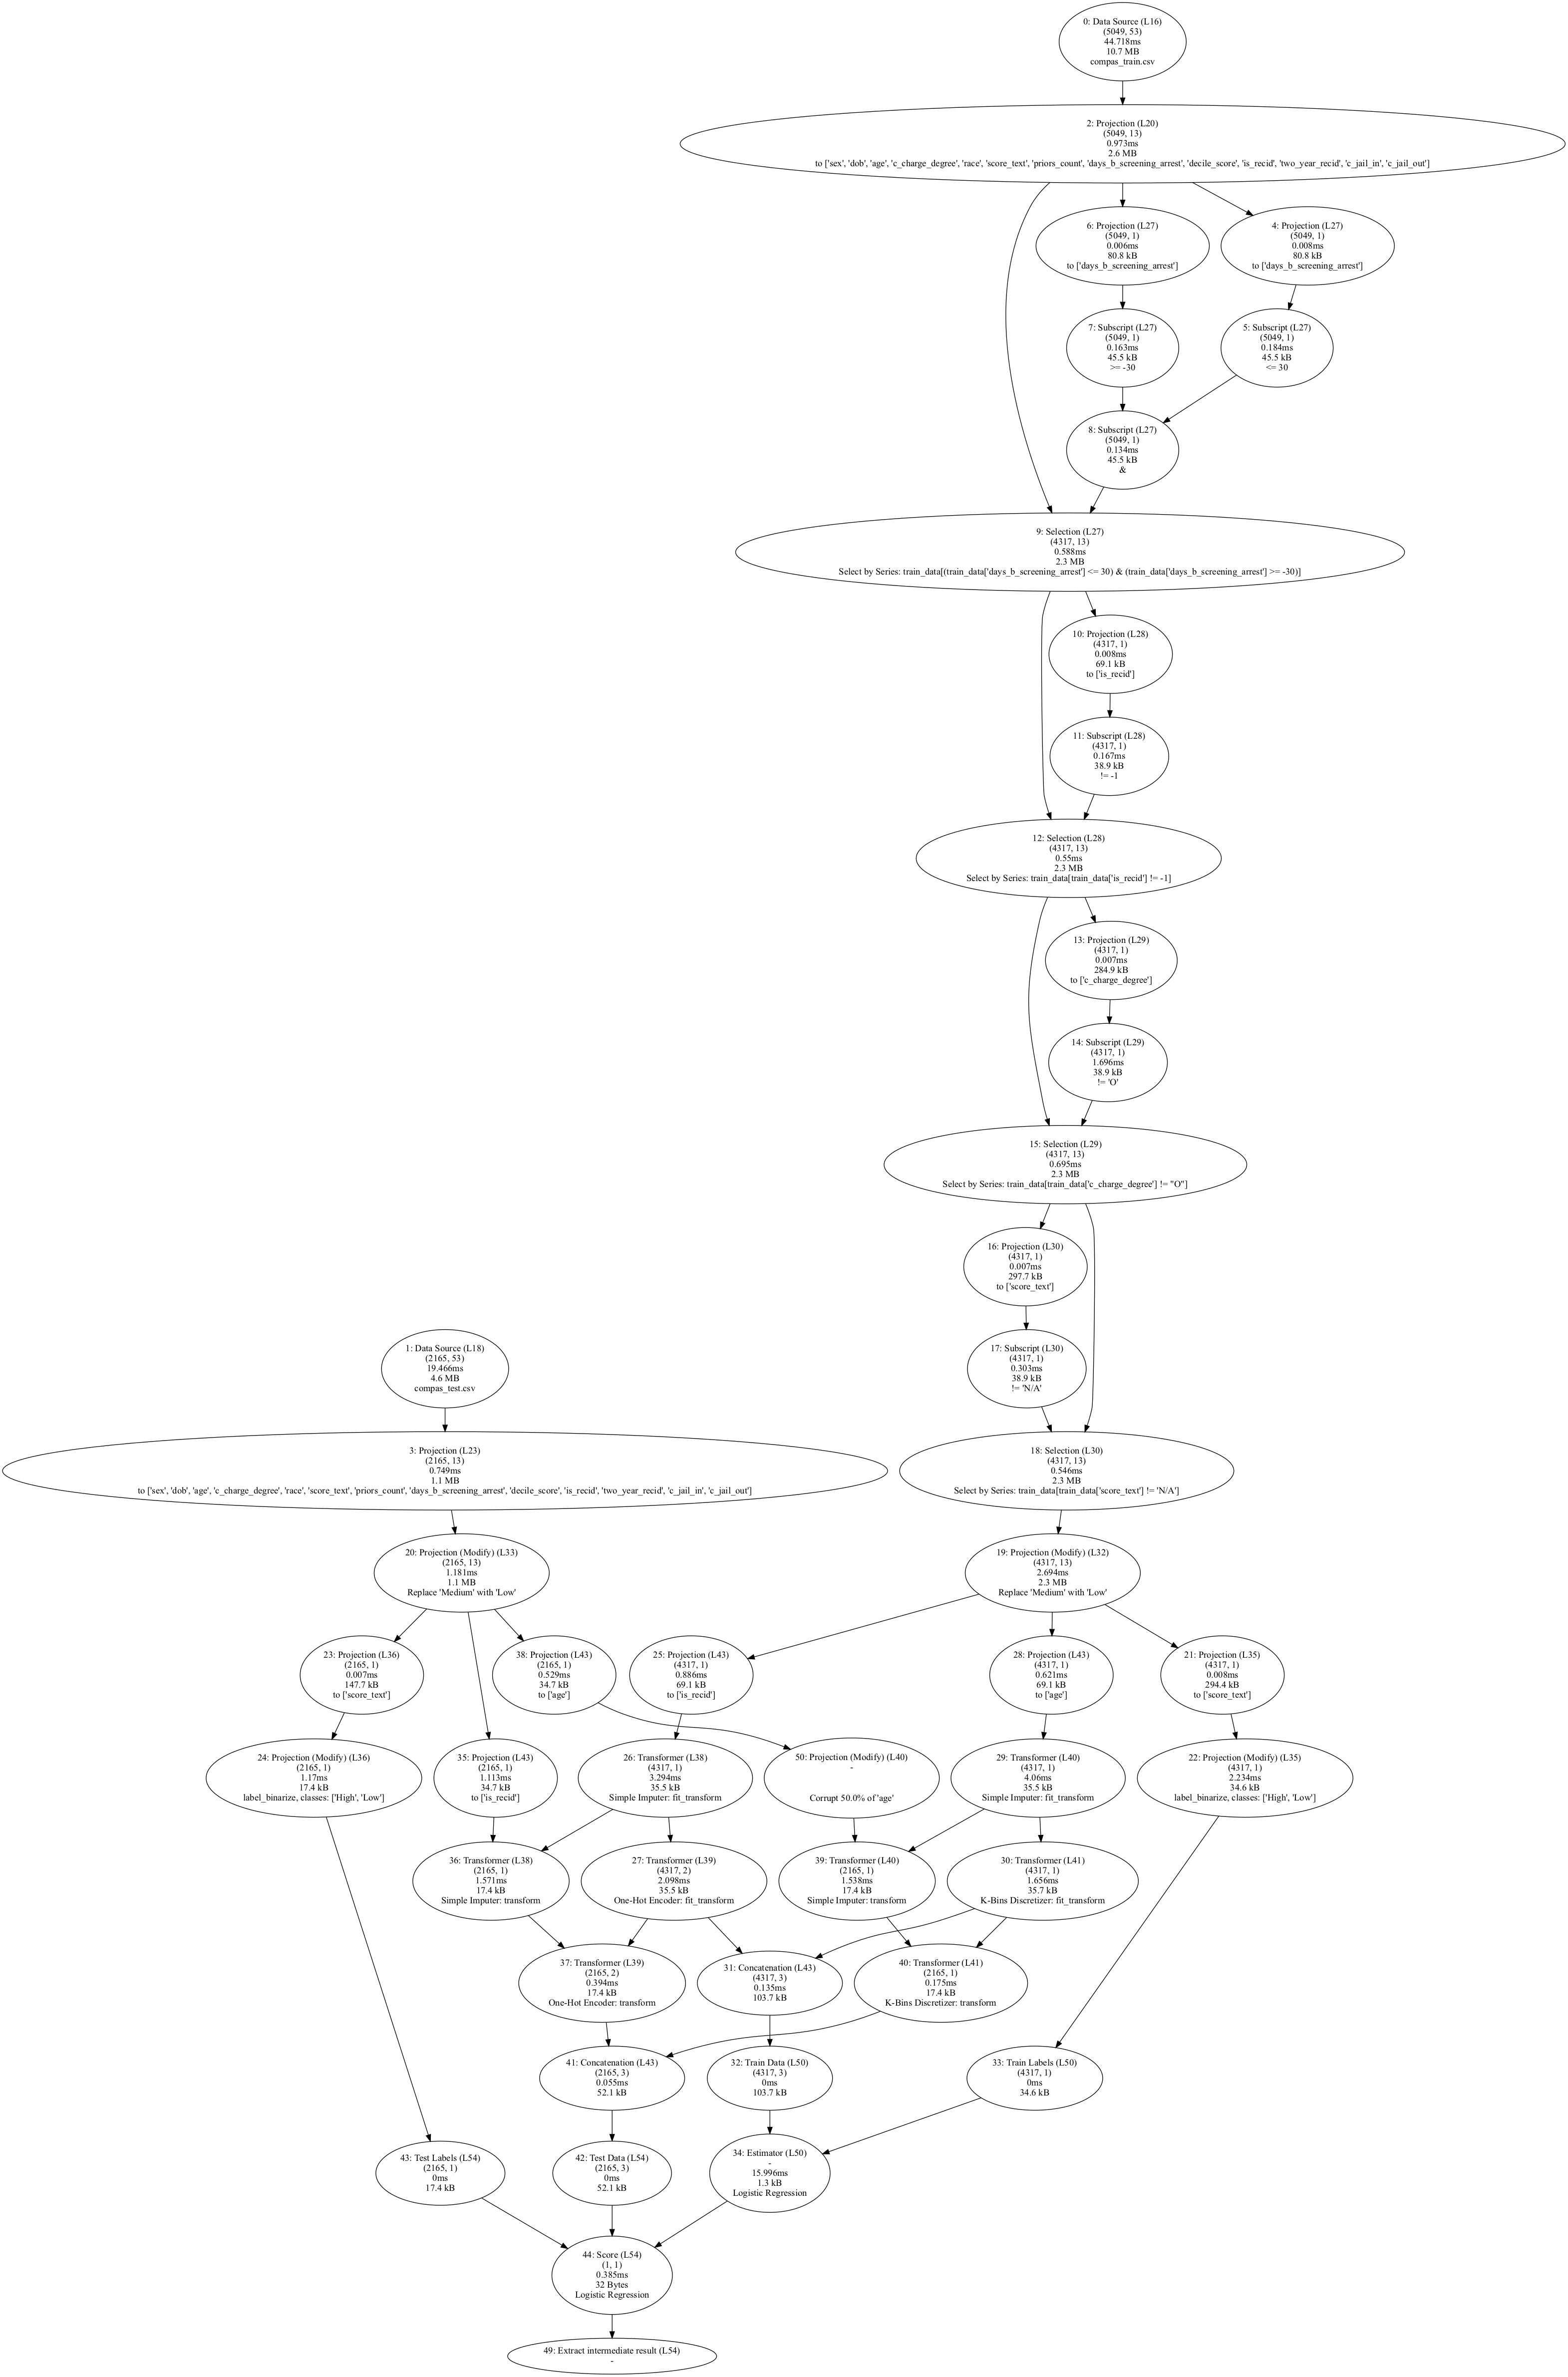 0: Data Source (L16)
(5049, 53)
44.718ms
10.7 MB
compas_train.csv
2: Projection (L20)
(5049, 13)
0.973ms
2.6 MB
to ['sex', 'dob', 'age', 'c_charge_degree', 'race', 'score_text', 'priors_count', 'days_b_screening_arrest', 'decile_score', 'is_recid', 'two_year_recid', 'c_jail_in', 'c_jail_out']
6: Projection (L27)
(5049, 1)
0.006ms
80.8 kB
to ['days_b_screening_arrest']
4: Projection (L27)
(5049, 1)
0.008ms
80.8 kB
to ['days_b_screening_arrest']
7: Subscript (L27)
(5049, 1)
0.163ms
45.5 kB
>= -30
5: Subscript (L27)
(5049, 1)
0.184ms
45.5 kB
<= 30
8: Subscript (L27)
(5049, 1)
0.134ms
45.5 kB
&
9: Selection (L27)
(4317, 13)
0.588ms
2.3 MB
Select by Series: train_data[(train_data['days_b_screening_arrest'] <= 30) & (train_data['days_b_screening_arrest'] >= -30)]
10: Projection (L28)
(4317, 1)
0.008ms
69.1 kB
to ['is_recid']
11: Subscript (L28)
(4317, 1)
0.167ms
38.9 kB
!= -1
12: Selection (L28)
(4317, 13)
0.55ms
2.3 MB
Select by Series: train_data[train_data['is_recid'] != -1]
13: Projection (L29)
(4317, 1)
0.007ms
284.9 kB
to ['c_charge_degree']
14: Subscript (L29)
(4317, 1)
1.696ms
38.9 kB
!= 'O'
15: Selection (L29)
(4317, 13)
0.695ms
2.3 MB
Select by Series: train_data[train_data['c_charge_degree'] != "O"]
16: Projection (L30)
(4317, 1)
0.007ms
297.7 kB
to ['score_text']
1: Data Source (L18)
(2165, 53)
19.466ms
4.6 MB
compas_test.csv
17: Subscript (L30)
(4317, 1)
0.303ms
38.9 kB
!= 'N/A'
3: Projection (L23)
(2165, 13)
0.749ms
1.1 MB
to ['sex', 'dob', 'age', 'c_charge_degree', 'race', 'score_text', 'priors_count', 'days_b_screening_arrest', 'decile_score', 'is_recid', 'two_year_recid', 'c_jail_in', 'c_jail_out']
18: Selection (L30)
(4317, 13)
0.546ms
2.3 MB
Select by Series: train_data[train_data['score_text'] != 'N/A']
20: Projection (Modify) (L33)
(2165, 13)
1.181ms
1.1 MB
Replace 'Medium' with 'Low'
19: Projection (Modify) (L32)
(4317, 13)
2.694ms
2.3 MB
Replace 'Medium' with 'Low'
23: Projection (L36)
(2165, 1)
0.007ms
147.7 kB
to ['score_text']
38: Projection (L43)
(2165, 1)
0.529ms
34.7 kB
to ['age']
25: Projection (L43)
(4317, 1)
0.886ms
69.1 kB
to ['is_recid']
28: Projection (L43)
(4317, 1)
0.621ms
69.1 kB
to ['age']
21: Projection (L35)
(4317, 1)
0.008ms
294.4 kB
to ['score_text']
24: Projection (Modify) (L36)
(2165, 1)
1.17ms
17.4 kB
label_binarize, classes: ['High', 'Low']
35: Projection (L43)
(2165, 1)
1.113ms
34.7 kB
to ['is_recid']
26: Transformer (L38)
(4317, 1)
3.294ms
35.5 kB
Simple Imputer: fit_transform
50: Projection (Modify) (L40)
-
Corrupt 50.0% of 'age'
29: Transformer (L40)
(4317, 1)
4.06ms
35.5 kB
Simple Imputer: fit_transform
22: Projection (Modify) (L35)
(4317, 1)
2.234ms
34.6 kB
label_binarize, classes: ['High', 'Low']
36: Transformer (L38)
(2165, 1)
1.571ms
17.4 kB
Simple Imputer: transform
27: Transformer (L39)
(4317, 2)
2.098ms
35.5 kB
One-Hot Encoder: fit_transform
39: Transformer (L40)
(2165, 1)
1.538ms
17.4 kB
Simple Imputer: transform
30: Transformer (L41)
(4317, 1)
1.656ms
35.7 kB
K-Bins Discretizer: fit_transform
37: Transformer (L39)
(2165, 2)
0.394ms
17.4 kB
One-Hot Encoder: transform
31: Concatenation (L43)
(4317, 3)
0.135ms
103.7 kB
40: Transformer (L41)
(2165, 1)
0.175ms
17.4 kB
K-Bins Discretizer: transform
41: Concatenation (L43)
(2165, 3)
0.055ms
52.1 kB
32: Train Data (L50)
(4317, 3)
0ms
103.7 kB
33: Train Labels (L50)
(4317, 1)
0ms
34.6 kB
43: Test Labels (L54)
(2165, 1)
0ms
17.4 kB
42: Test Data (L54)
(2165, 3)
0ms
52.1 kB
34: Estimator (L50)
-
15.996ms
1.3 kB
Logistic Regression
44: Score (L54)
(1, 1)
0.385ms
32 Bytes
Logistic Regression
49: Extract intermediate result (L54)
-